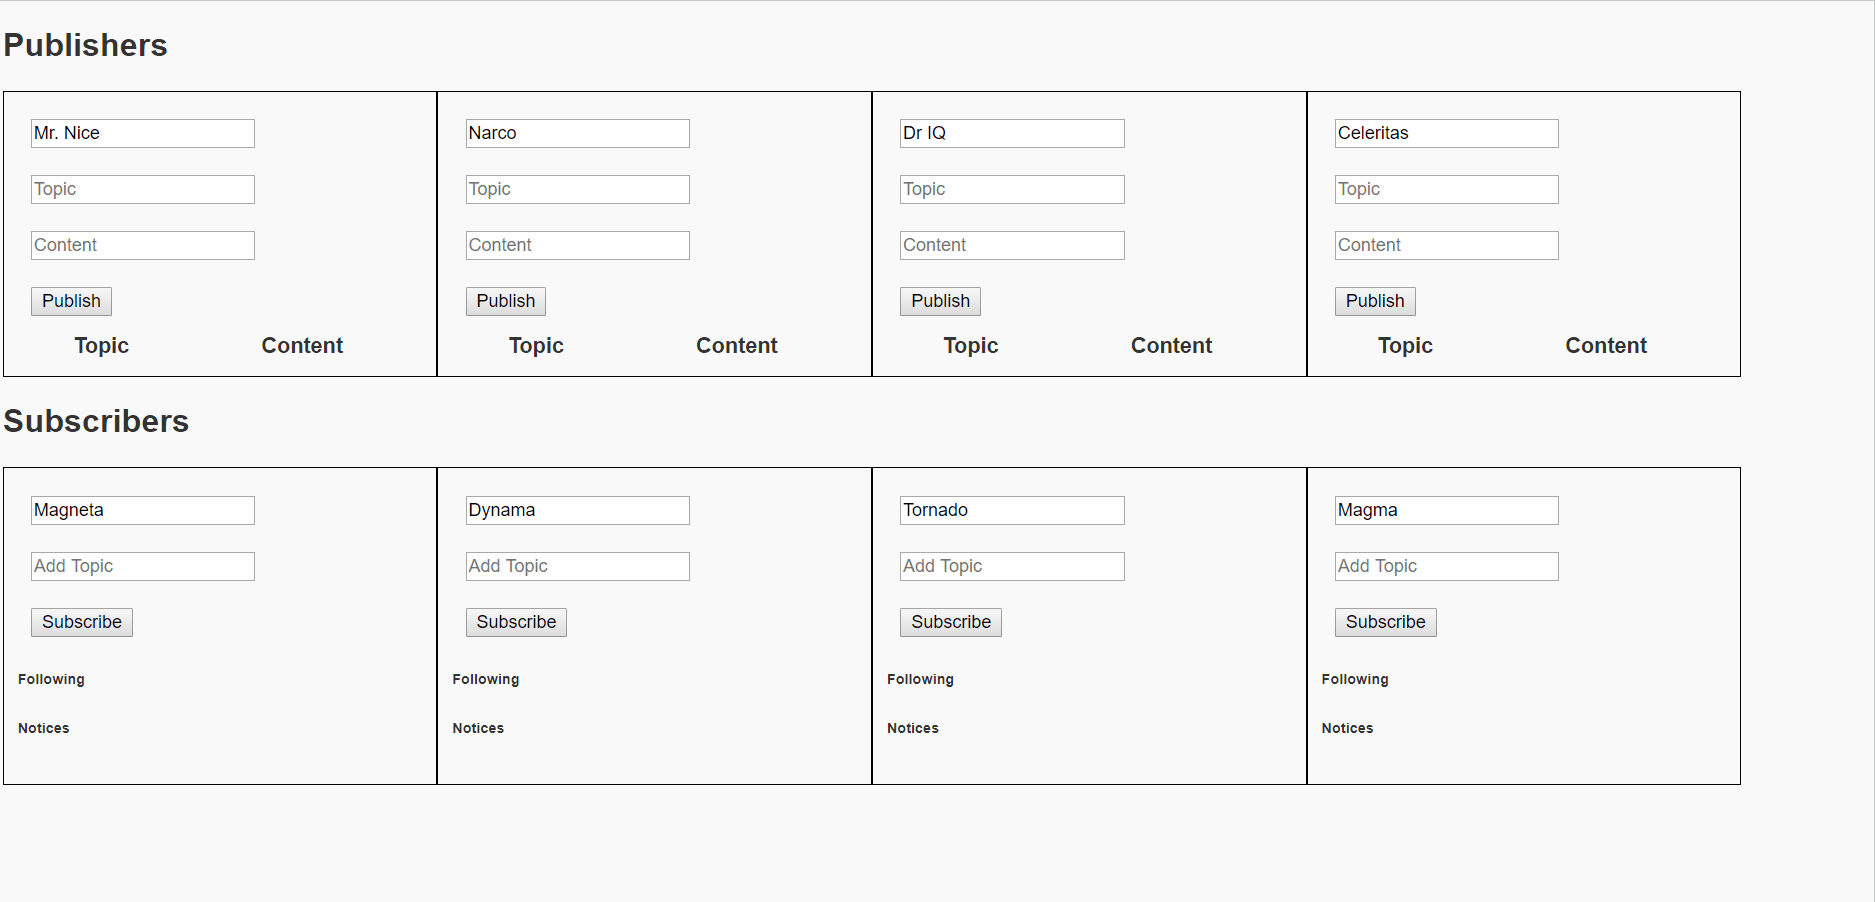 Publishers
Mr. Nice Narco Dr IQ Celeritas
Topic Topic Topic Topic
Content Content Content Content
Publish Publish Publish Publish
Topic Content Topic Content Topic Content Topic Content
Subscribers
Magneta Dynama Tornado Magma
Add Topic Add Topic Add Topic Add Topic
Subscribe Subscribe Subscribe Subscribe
Following Following Following Following
Notices Notices Notices Notices